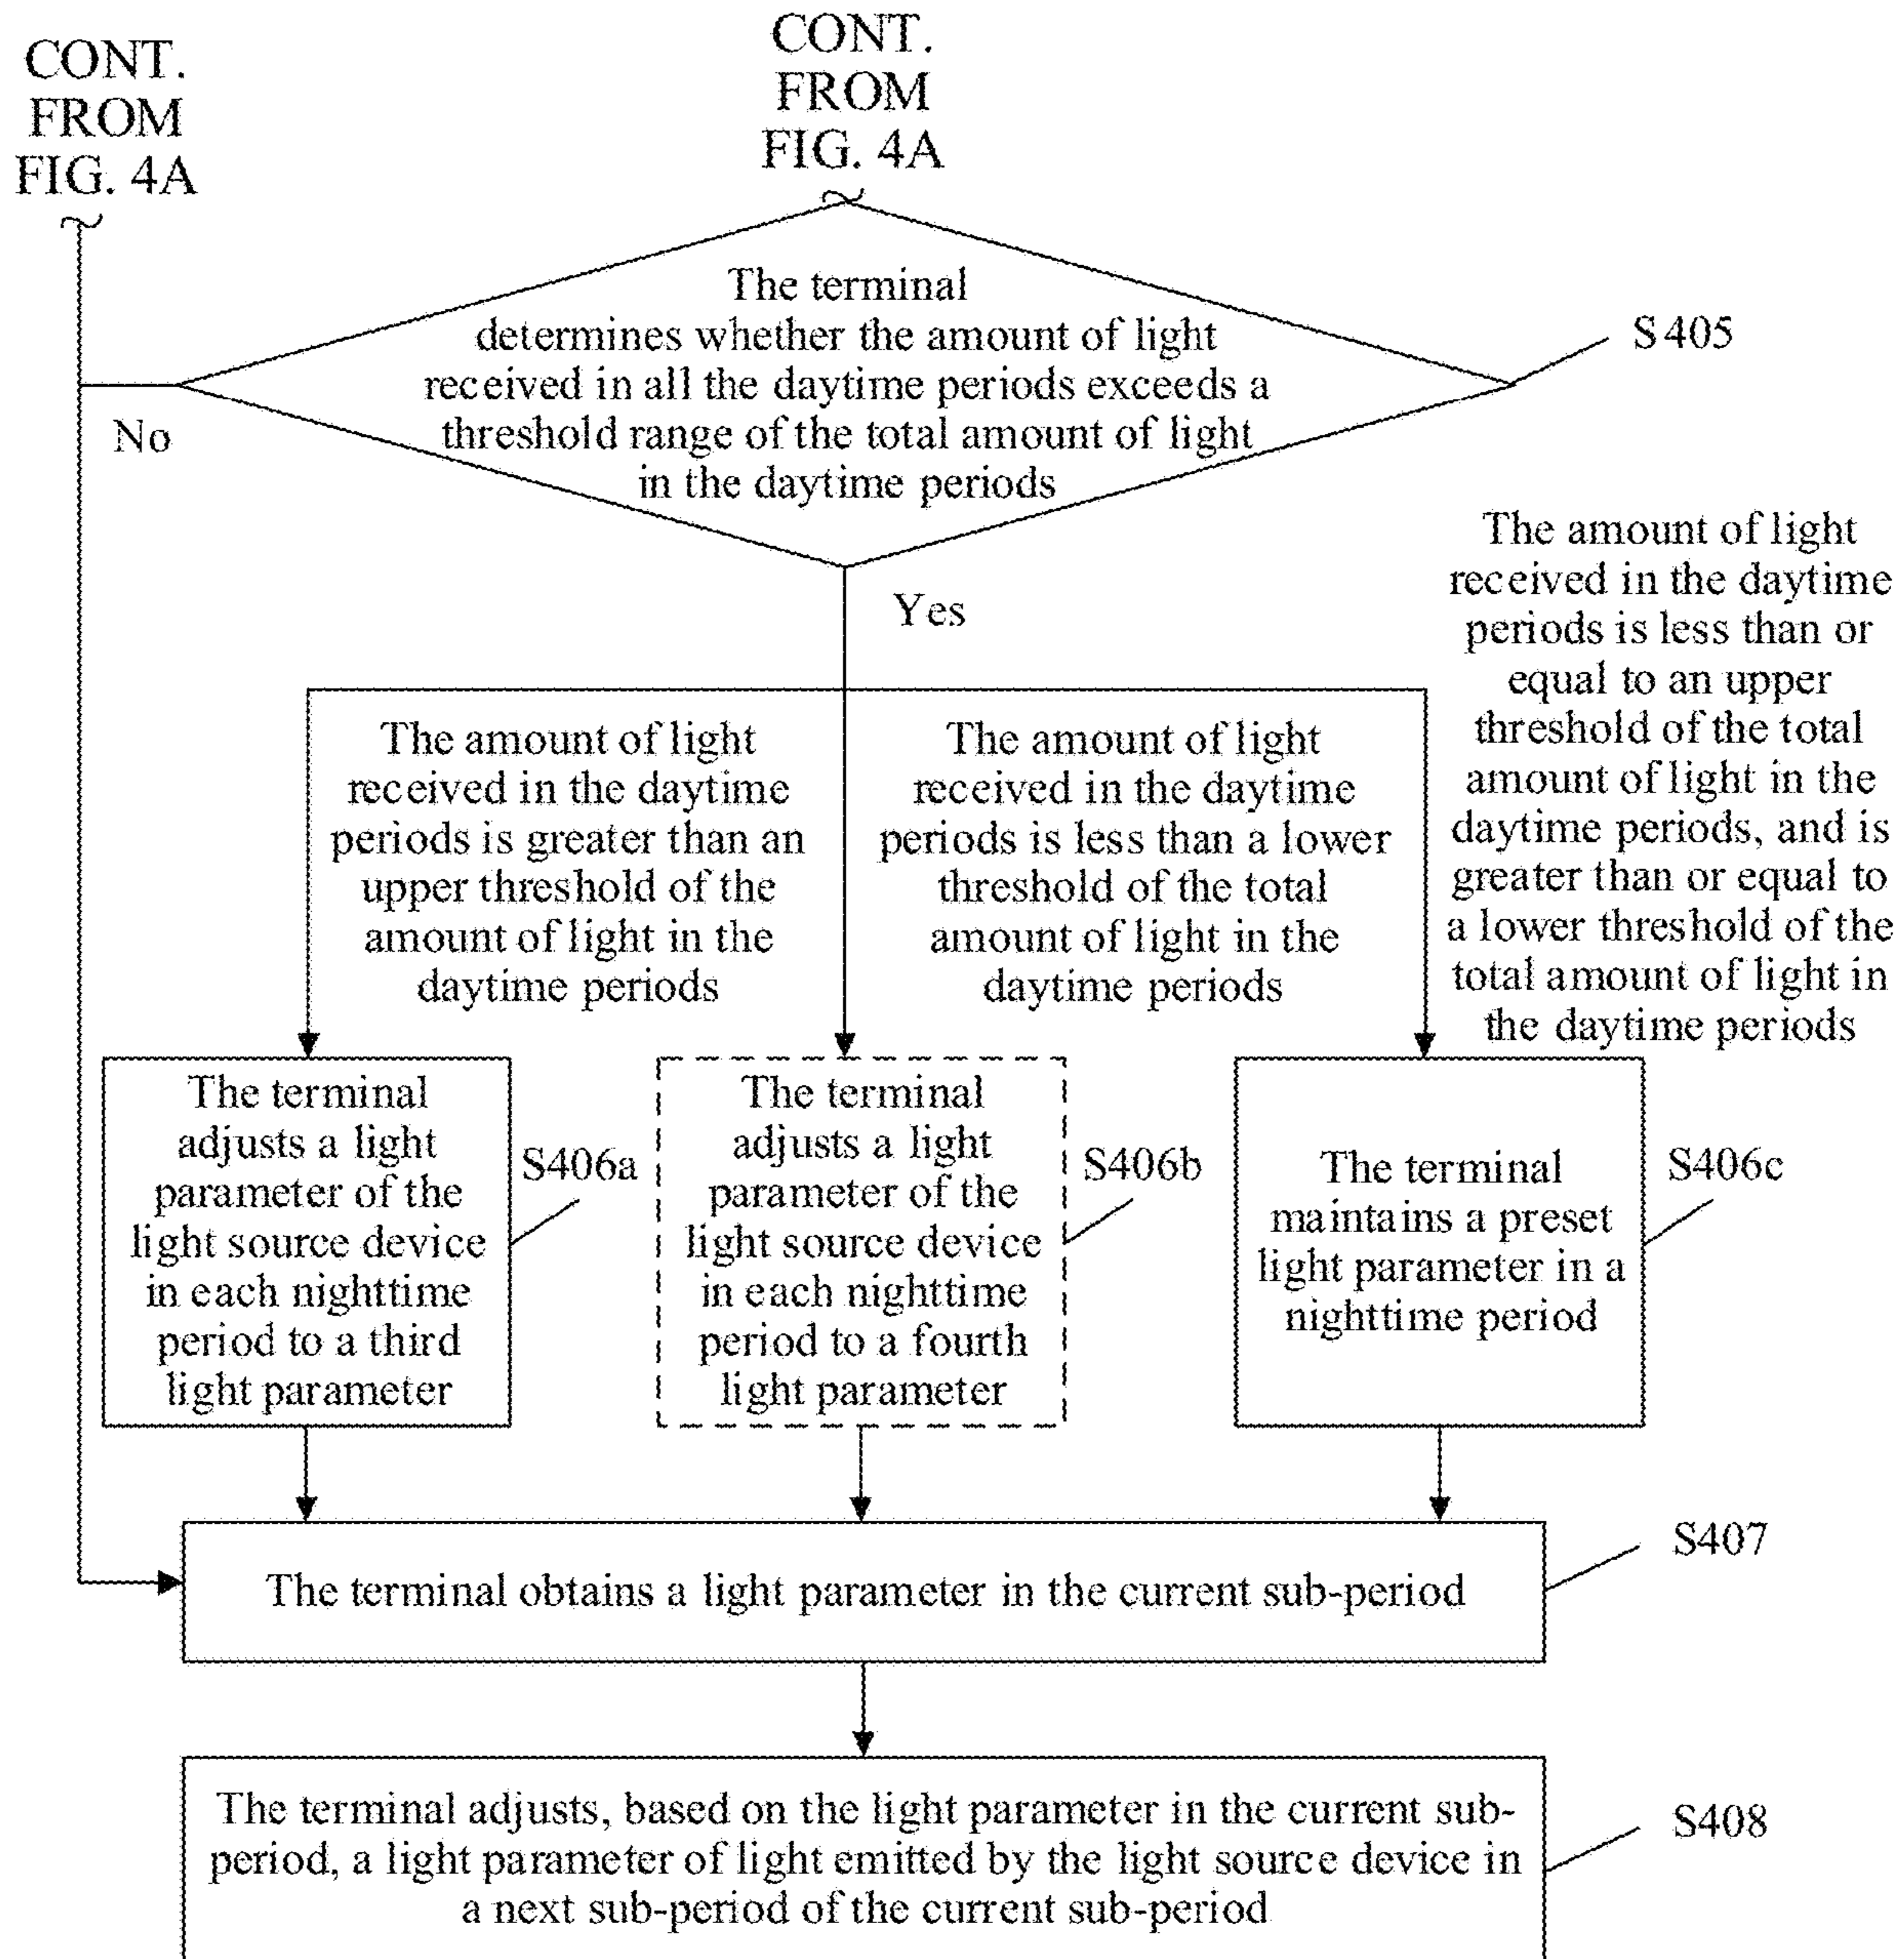 CONT.
FROM
FIG. 4A
CONT.
FROM
FIG. 4A
The terminal
determines whether the amount of light
received in all the daytime periods exceeds a
threshold range of the total amount of light
in the daytime periods
S405
No
Yes
The amount of light
received in the daytime
periods is greater than an
upper threshold of the
amount of light in the
daytime periods
The amount of light
received in the daytime
periods is less than a lower
threshold of the total
amount of light in the
daytime periods
The amount of light
received in the daytime
periods is less than or
equal to an upper
threshold of the total
amount of light in the
daytime periods, and is
greater than or equal to
a lower threshold of the
total amount of light in
the daytime periods
The terminal
adjusts a light
parameter of the
light source device
in each nighttime
period to a third
light parameter
S406a
The terminal
adjusts a light
parameter of the
light source device
in each nighttime
period to a fourth
light parameter
S406b
The terminal
maintains a preset
light parameter in a
nighttime period
S406c
The terminal obtains a light parameter in the current sub-period
S407
The terminal adjusts, based on the light parameter in the current sub-
period, a light parameter of light emitted by the light source device in
a next sub-period of the current sub-period
S408